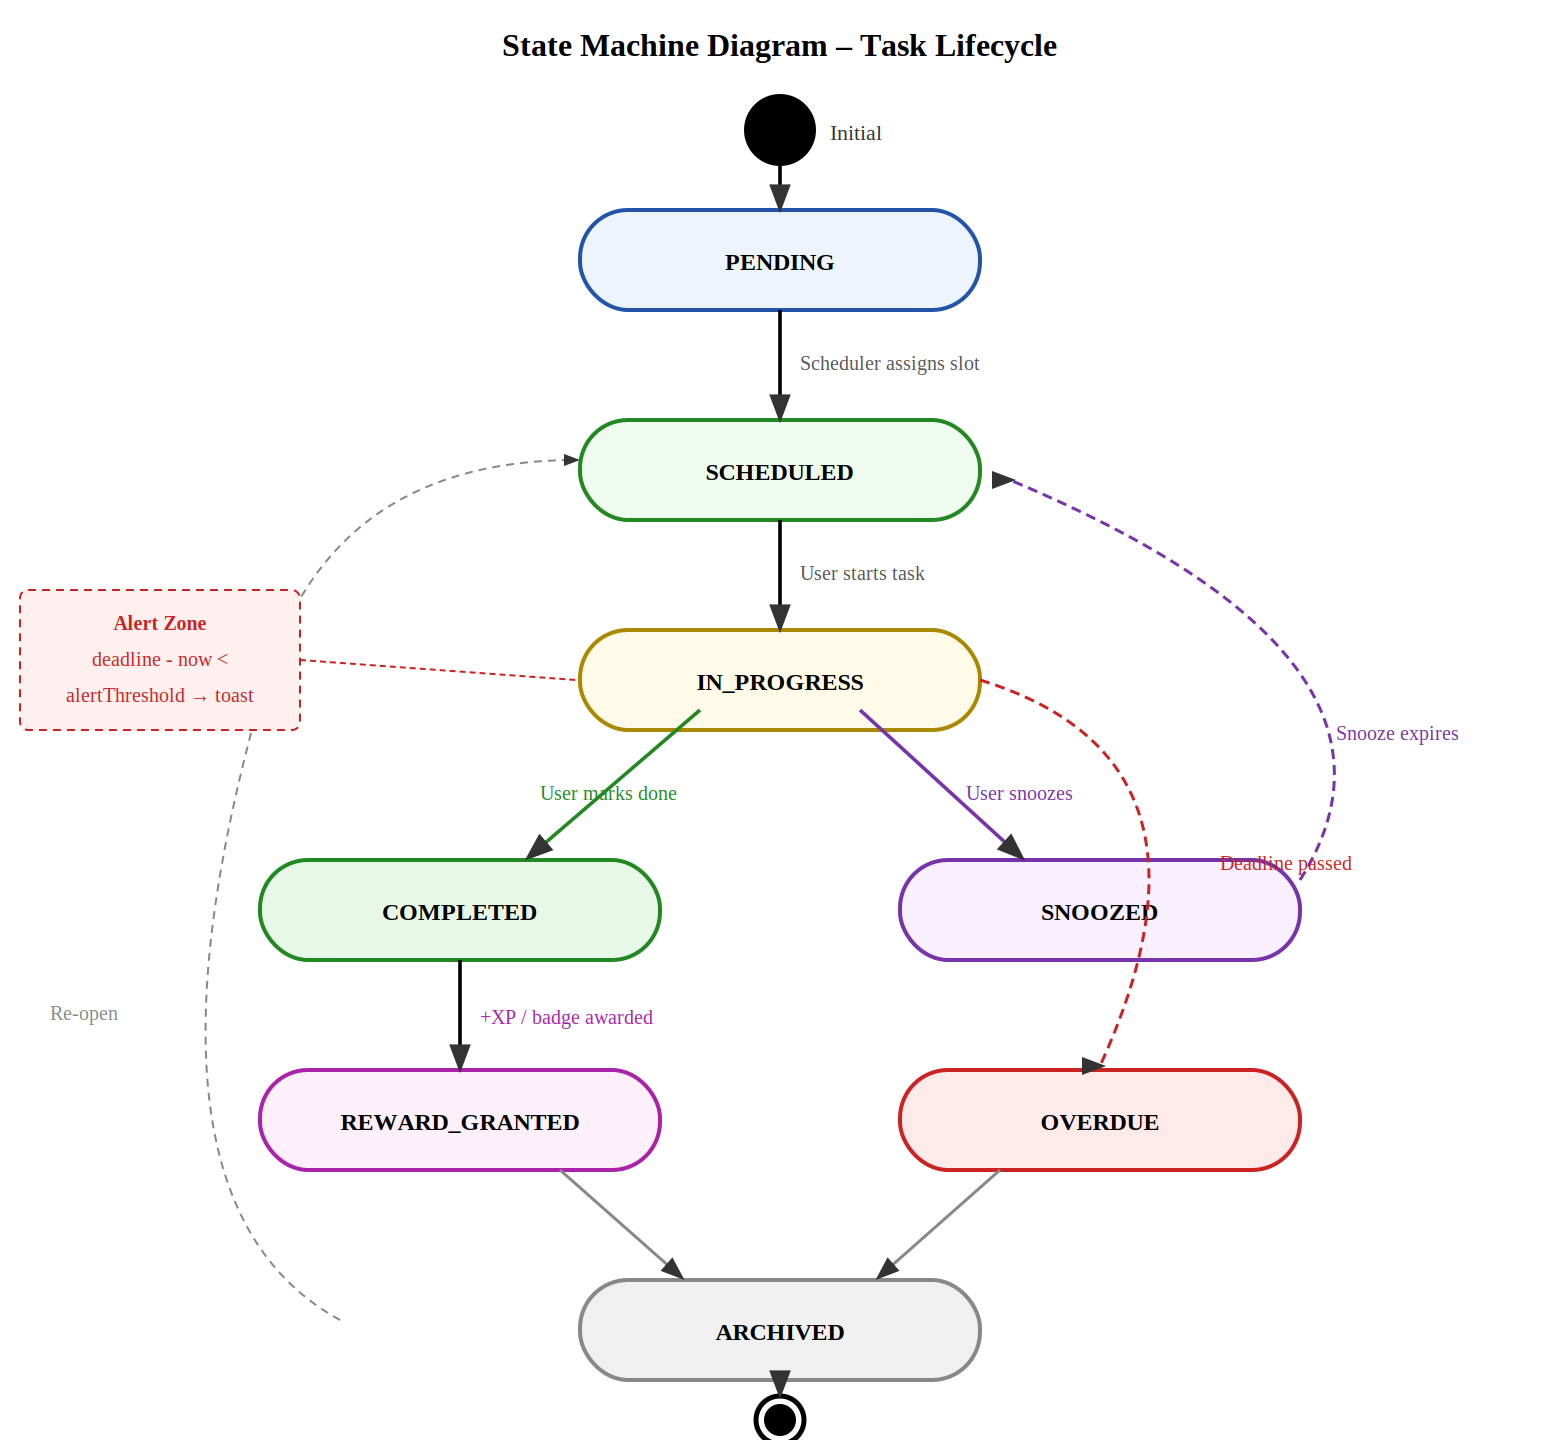 State Machine Diagram – Task Lifecycle
Initial
PENDING
Scheduler assigns slot
SCHEDULED
User starts task
Alert Zone
deadline - now <
alertThreshold → toast
IN_PROGRESS
Snooze expires
User marks done
User snoozes
Deadline passed
COMPLETED
SNOOZED
Re-open
+XP / badge awarded
REWARD_GRANTED
OVERDUE
ARCHIVED